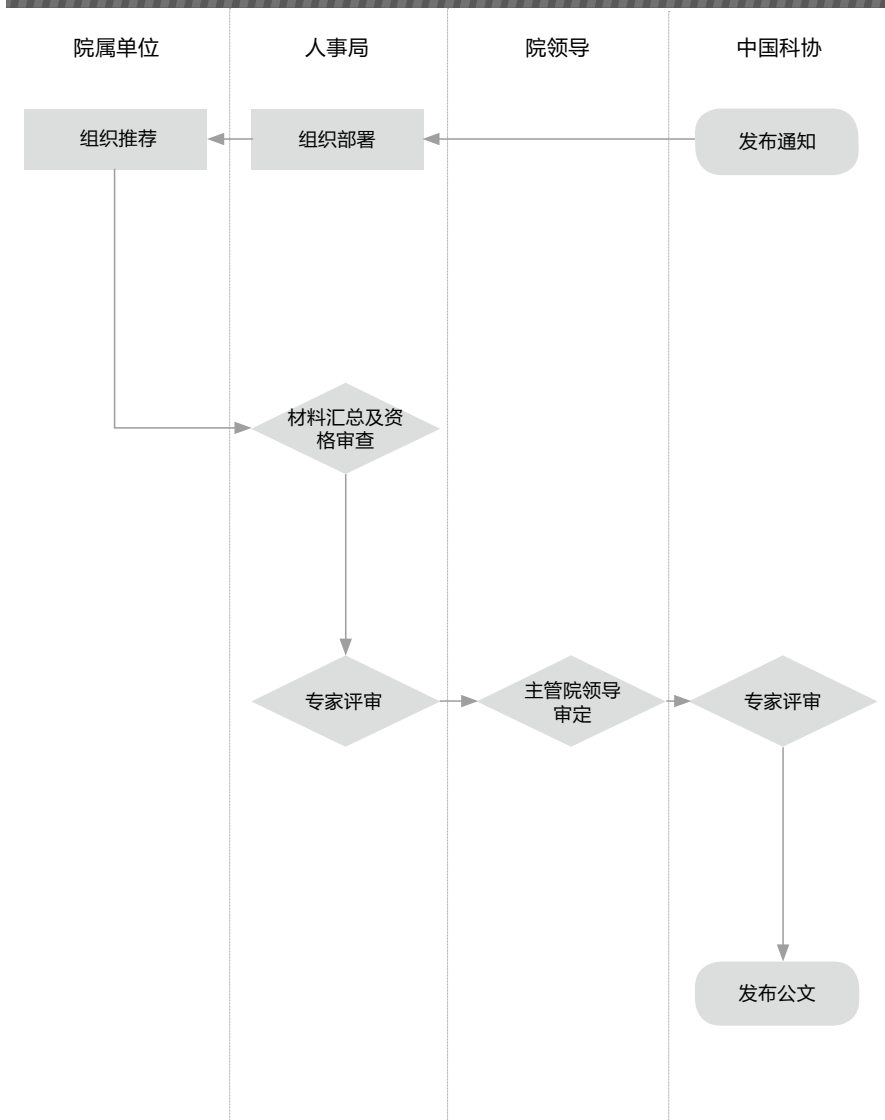 院属单位
人事局
院领导
中国科协
组织推荐
组织部署
发布通知
材料汇总及资
格审查
专家评审
主管院领导
审定
专家评审
发布公文